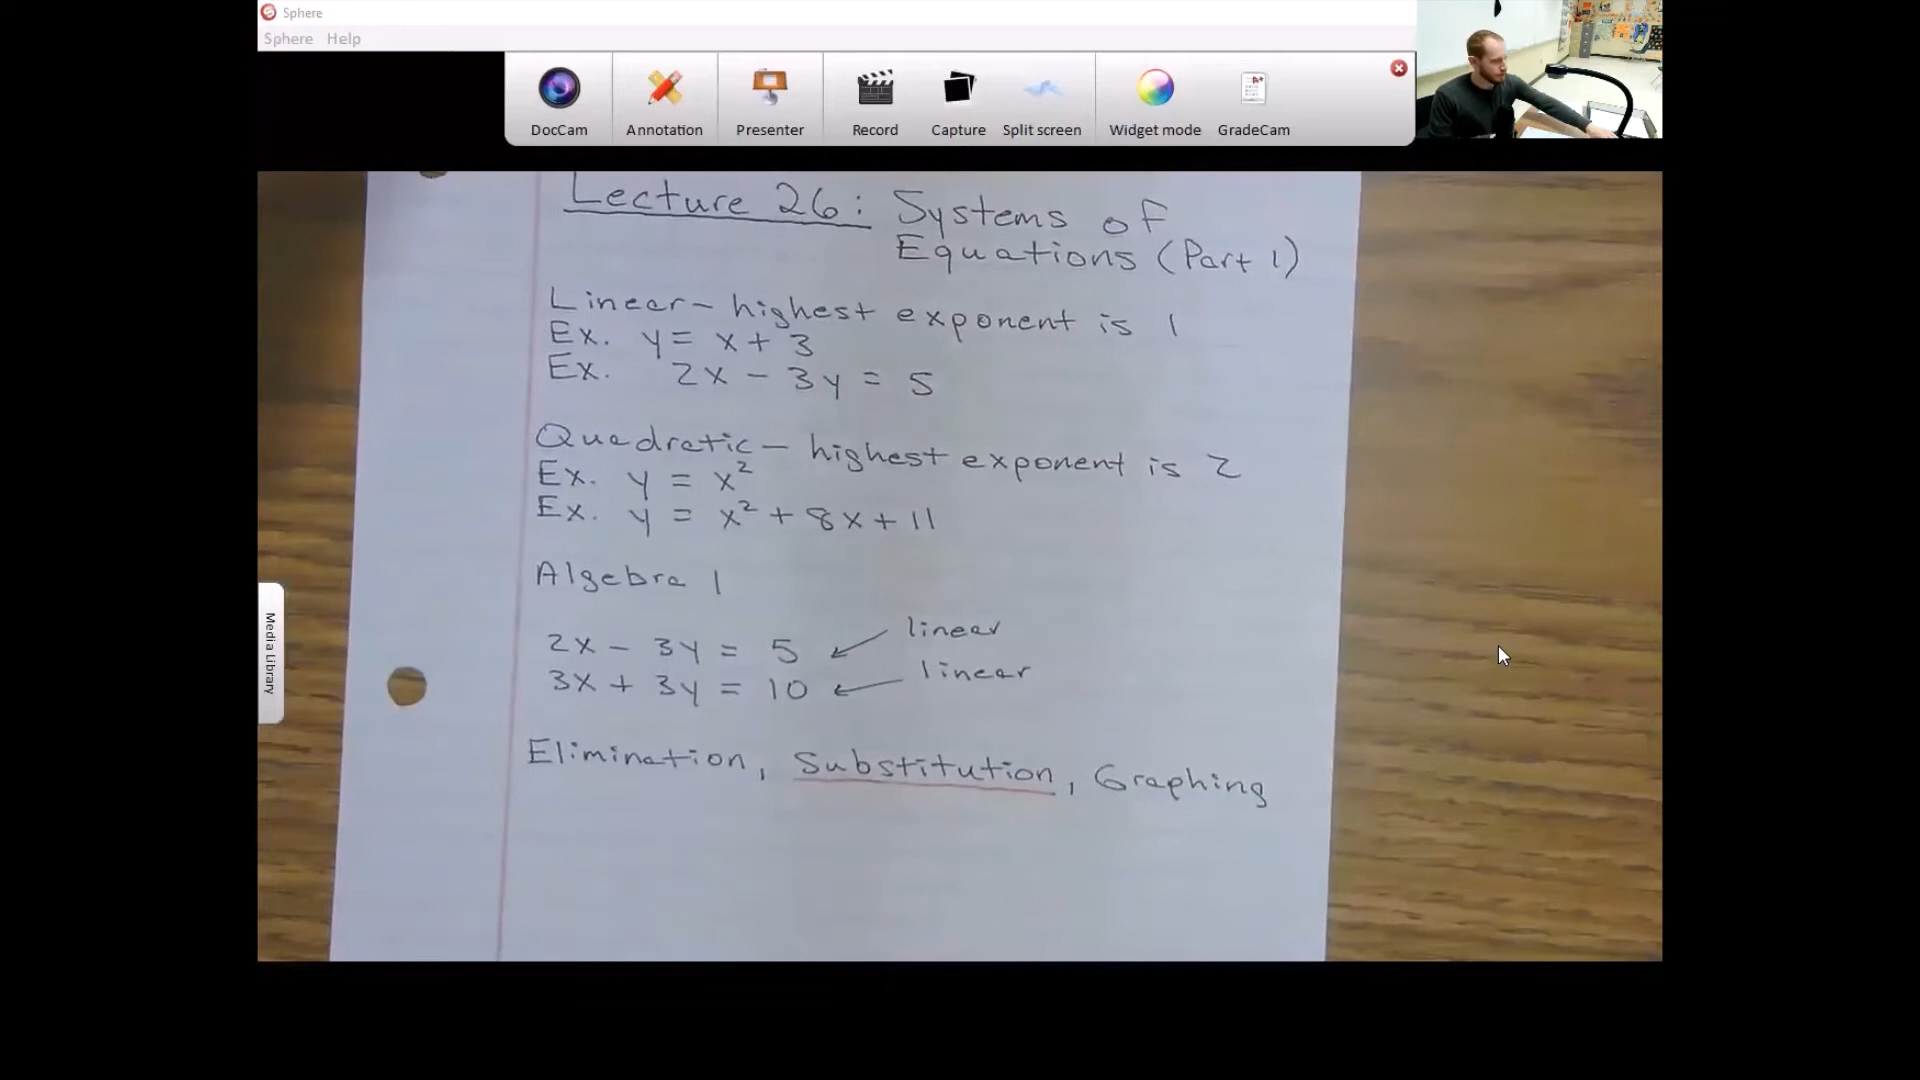 Sphere
Sphere Help
DocCam Annotation Presenter Record Capture Split screen Widget mode GradeCam
Media Library
Lecture 26: Systems of
Equations (Part 1)
Linear - highest exponent is 1
Ex. y = x + 3
Ex. 2x - 3y = 5
Quadratic - highest exponent is 2
Ex. y = x²
Ex. y = x² + 8x + 11
Algebra 1
2x - 3y = 5 ← linear
3x + 3y = 10 ← linear
Elimination, Substitution, Graphing